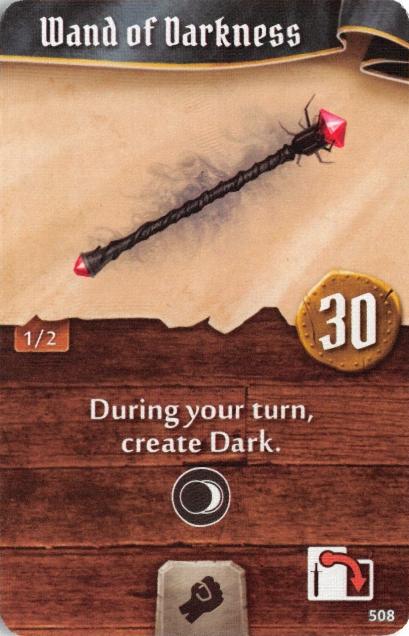 Wand of Darkness
1/2
30
During your turn,
create Dark.
508